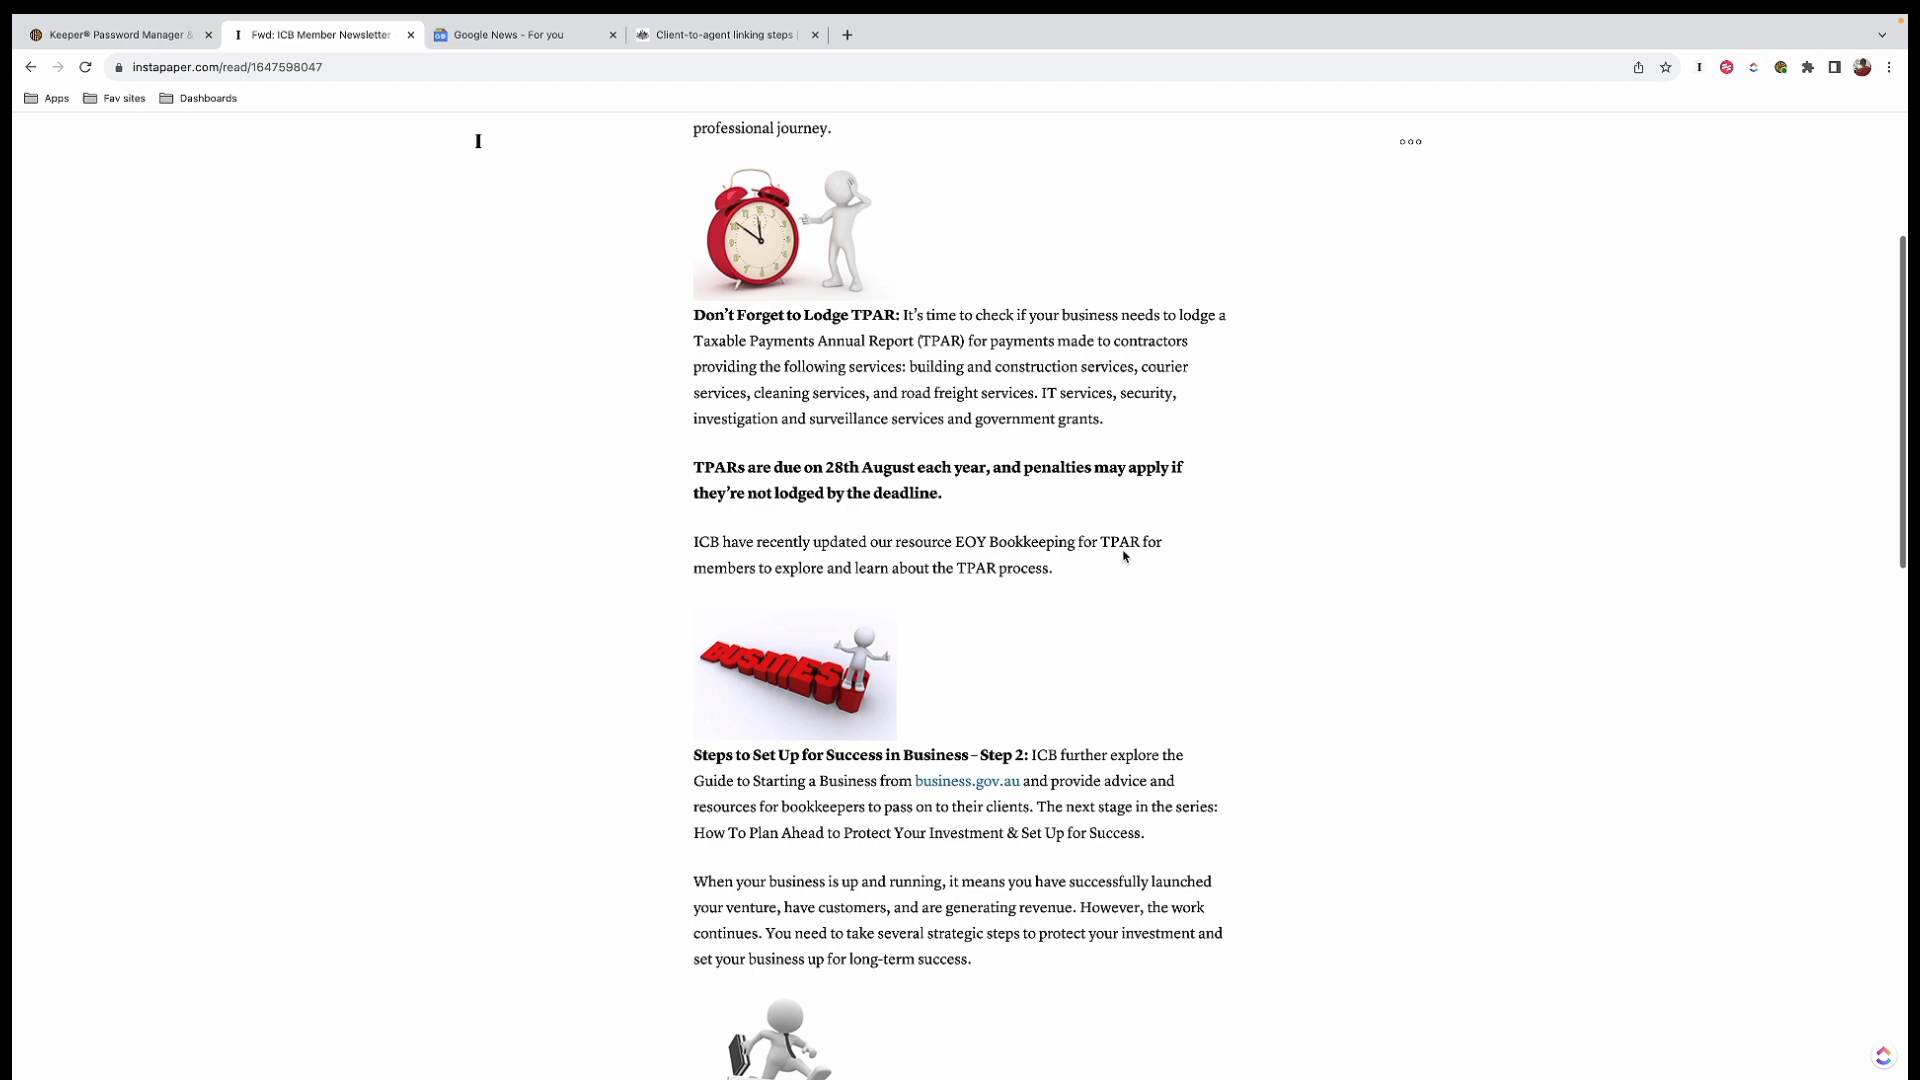 Keeper® Password Manager &
Fwd: ICB Member Newsletter
Google News - For you
Client-to-agent linking steps
instapaper.com/read/1647598047
Apps
Fav sites
Dashboards
I
professional journey.
Don’t Forget to Lodge TPAR: It’s time to check if your business needs to lodge a
Taxable Payments Annual Report (TPAR) for payments made to contractors
providing the following services: building and construction services, courier
services, cleaning services, and road freight services. IT services, security,
investigation and surveillance services and government grants.
TPARs are due on 28th August each year, and penalties may apply if
they’re not lodged by the deadline.
ICB have recently updated our resource EOY Bookkeeping for TPAR for
members to explore and learn about the TPAR process.
BUSINESS
Steps to Set Up for Success in Business – Step 2: ICB further explore the
Guide to Starting a Business from business.gov.au and provide advice and
resources for bookkeepers to pass on to their clients. The next stage in the series:
How To Plan Ahead to Protect Your Investment & Set Up for Success.
When your business is up and running, it means you have successfully launched
your venture, have customers, and are generating revenue. However, the work
continues. You need to take several strategic steps to protect your investment and
set your business up for long-term success.